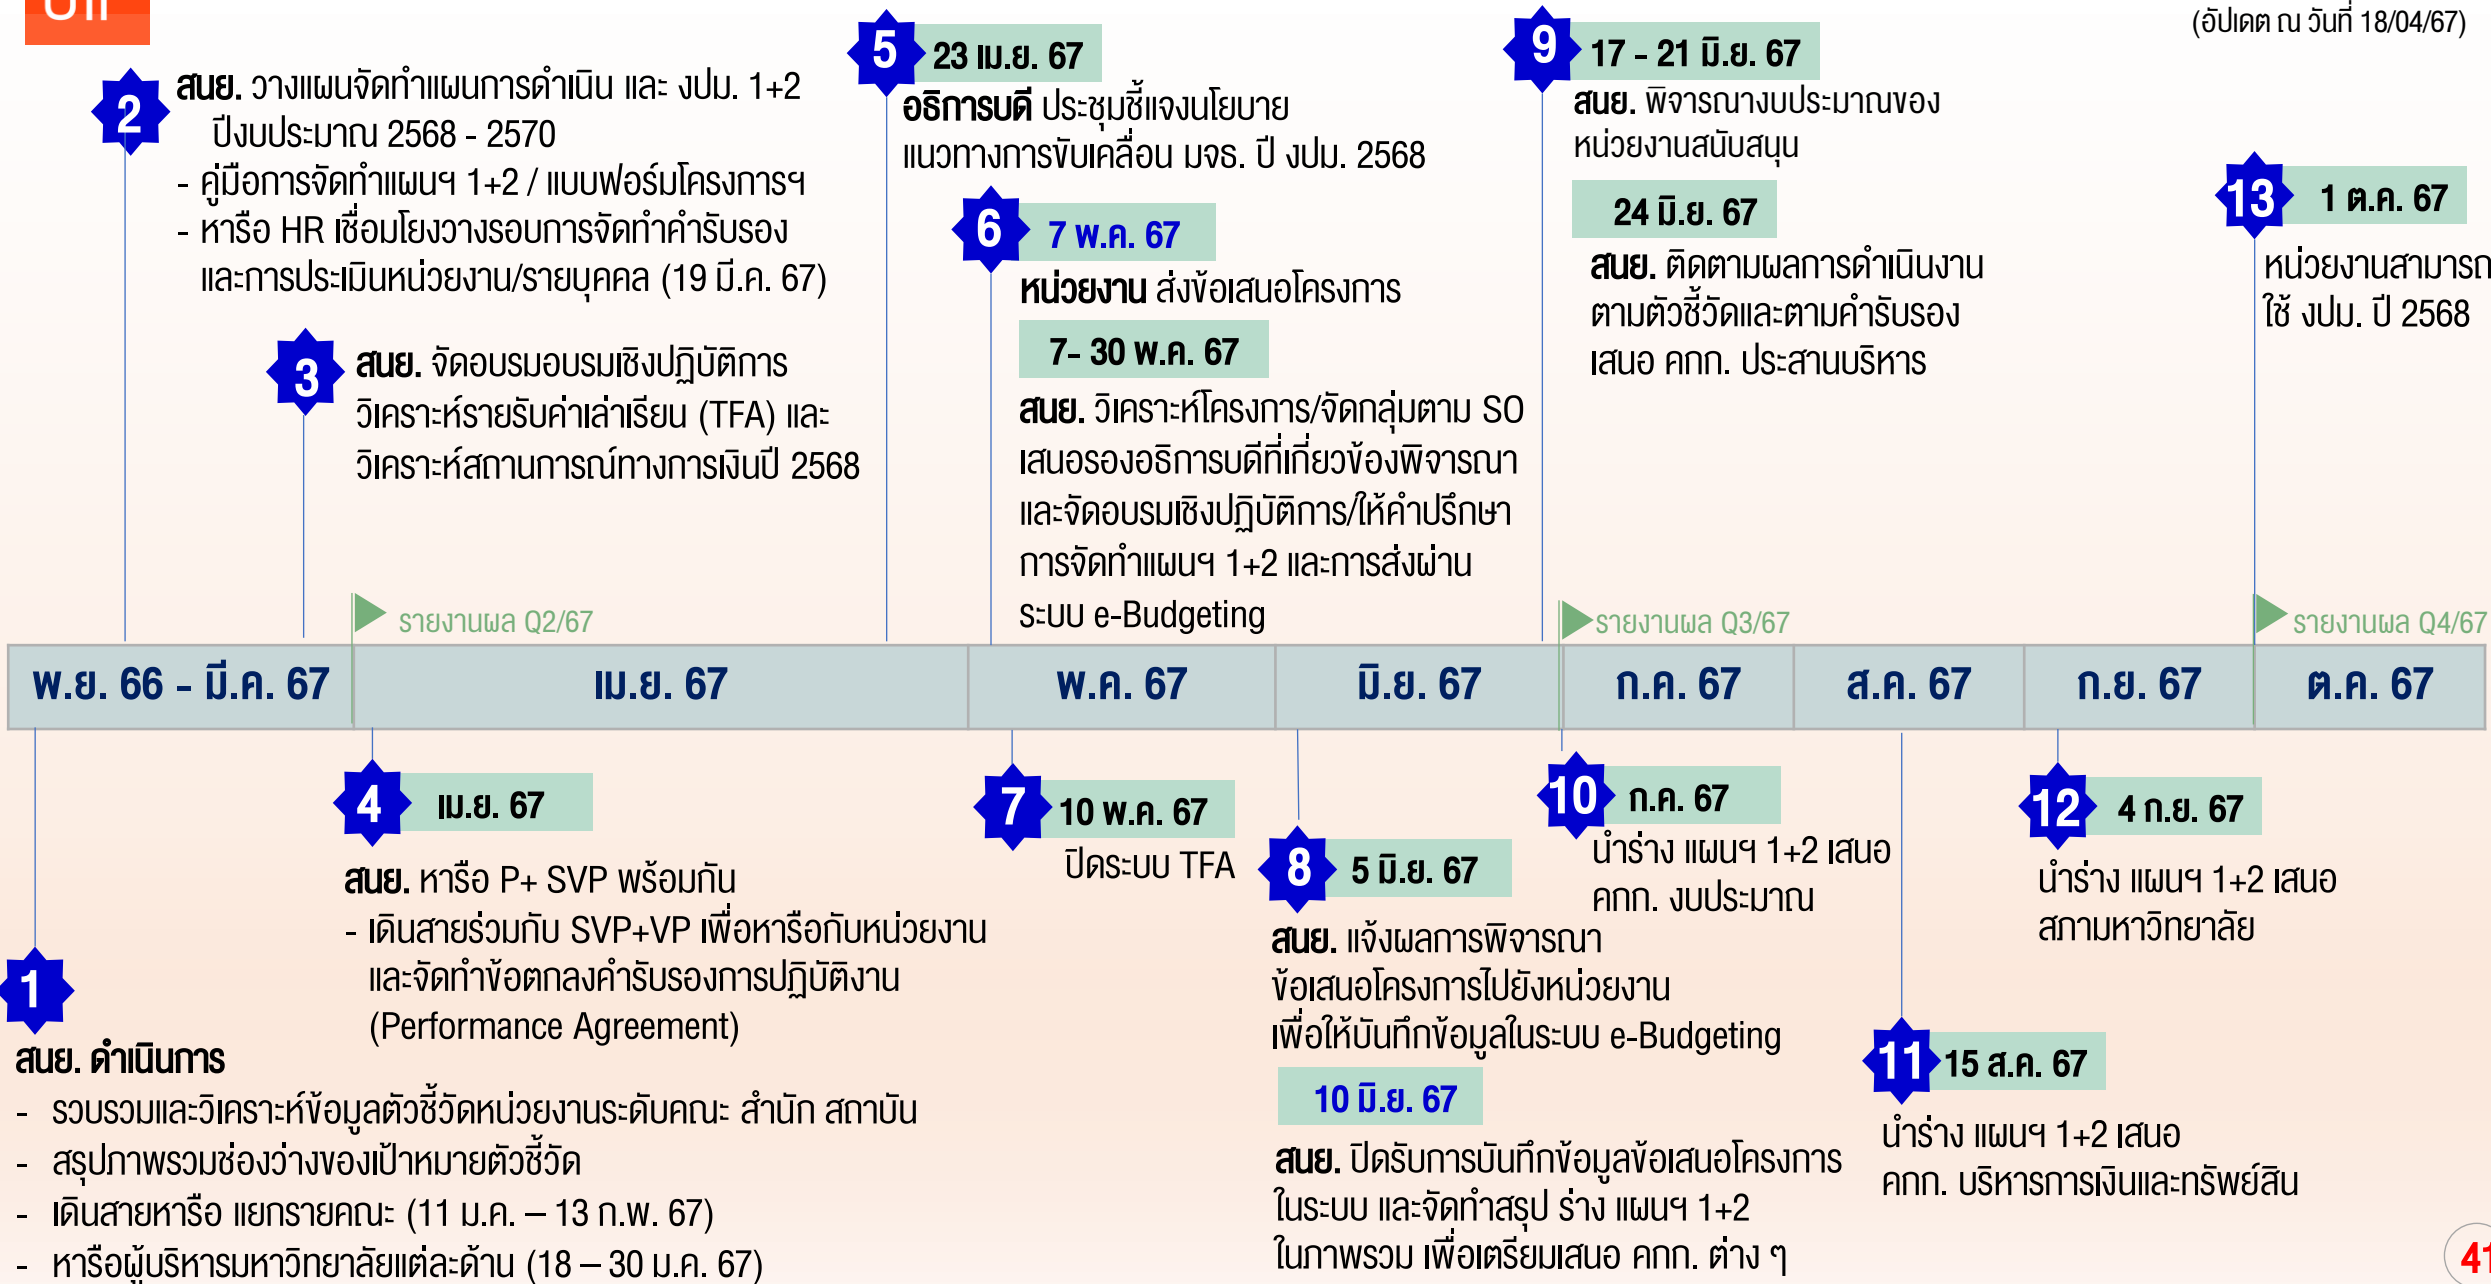 (อัปเดต ณ วันที่ 18/04/67)
2
สนย. วางแผนจัดทำแผนการดำเนิน และ งปม. 1+2
ปีงบประมาณ 2568 - 2570
- คู่มือการจัดทำแผนฯ 1+2 / แบบฟอร์มโครงการฯ
- หารือ HR เชื่อมโยงวางรอบการจัดทำคำรับรอง
และการประเมินหน่วยงาน/รายบุคคล (19 มี.ค. 67)
3
สนย. จัดอบรมอบรมเชิงปฏิบัติการ
วิเคราะห์รายรับค่าเล่าเรียน (TFA) และ
วิเคราะห์สถานการณ์ทางการเงินปี 2568
5
23 เม.ย. 67
อธิการบดี ประชุมชี้แจงนโยบาย
แนวทางการขับเคลื่อน มจธ. ปี งปม. 2568
6
7 พ.ค. 67
หน่วยงาน ส่งข้อเสนอโครงการ
7- 30 พ.ค. 67
สนย. วิเคราะห์โครงการ/จัดกลุ่มตาม SO
เสนอรองอธิการบดีที่เกี่ยวข้องพิจารณา
และจัดอบรมเชิงปฏิบัติการ/ให้คำปรึกษา
การจัดทำแผนฯ 1+2 และการส่งผ่าน
ระบบ e-Budgeting
9
17 - 21 มิ.ย. 67
สนย. พิจารณางบประมาณของ
หน่วยงานสนับสนุน
24 มิ.ย. 67
สนย. ติดตามผลการดำเนินงาน
ตามตัวชี้วัดและตามคำรับรอง
เสนอ คกก. ประสานบริหาร
13
1 ต.ค. 67
หน่วยงานสามารถ
ใช้ งปม. ปี 2568
รายงานผล Q2/67
รายงานผล Q3/67
รายงานผล Q4/67
พ.ย. 66 - มี.ค. 67
เม.ย. 67
พ.ค. 67
มิ.ย. 67
ก.ค. 67
ส.ค. 67
ก.ย. 67
ต.ค. 67
1
สนย. ดำเนินการ
- รวบรวมและวิเคราะห์ข้อมูลตัวชี้วัดหน่วยงานระดับคณะ สำนัก สถาบัน
- สรุปภาพรวมช่องว่างของเป้าหมายตัวชี้วัด
- เดินสายหารือ แยกรายคณะ (11 ม.ค. – 13 ก.พ. 67)
- หารือผู้บริหารมหาวิทยาลัยแต่ละด้าน (18 – 30 ม.ค. 67)
4
เม.ย. 67
สนย. หารือ P+ SVP พร้อมกัน
- เดินสายร่วมกับ SVP+VP เพื่อหารือกับหน่วยงาน
และจัดทำข้อตกลงคำรับรองการปฏิบัติงาน
(Performance Agreement)
7
10 พ.ค. 67
ปิดระบบ TFA
8
5 มิ.ย. 67
สนย. แจ้งผลการพิจารณา
ข้อเสนอโครงการไปยังหน่วยงาน
เพื่อให้บันทึกข้อมูลในระบบ e-Budgeting
10 มิ.ย. 67
สนย. ปิดรับการบันทึกข้อมูลข้อเสนอโครงการ
ในระบบ และจัดทำสรุป ร่าง แผนฯ 1+2
ในภาพรวม เพื่อเตรียมเสนอ คกก. ต่าง ๆ
10
ก.ค. 67
นำร่าง แผนฯ 1+2 เสนอ
คกก. งบประมาณ
11
15 ส.ค. 67
นำร่าง แผนฯ 1+2 เสนอ
คกก. บริหารการเงินและทรัพย์สิน
12
4 ก.ย. 67
นำร่าง แผนฯ 1+2 เสนอ
สภามหาวิทยาลัย
41